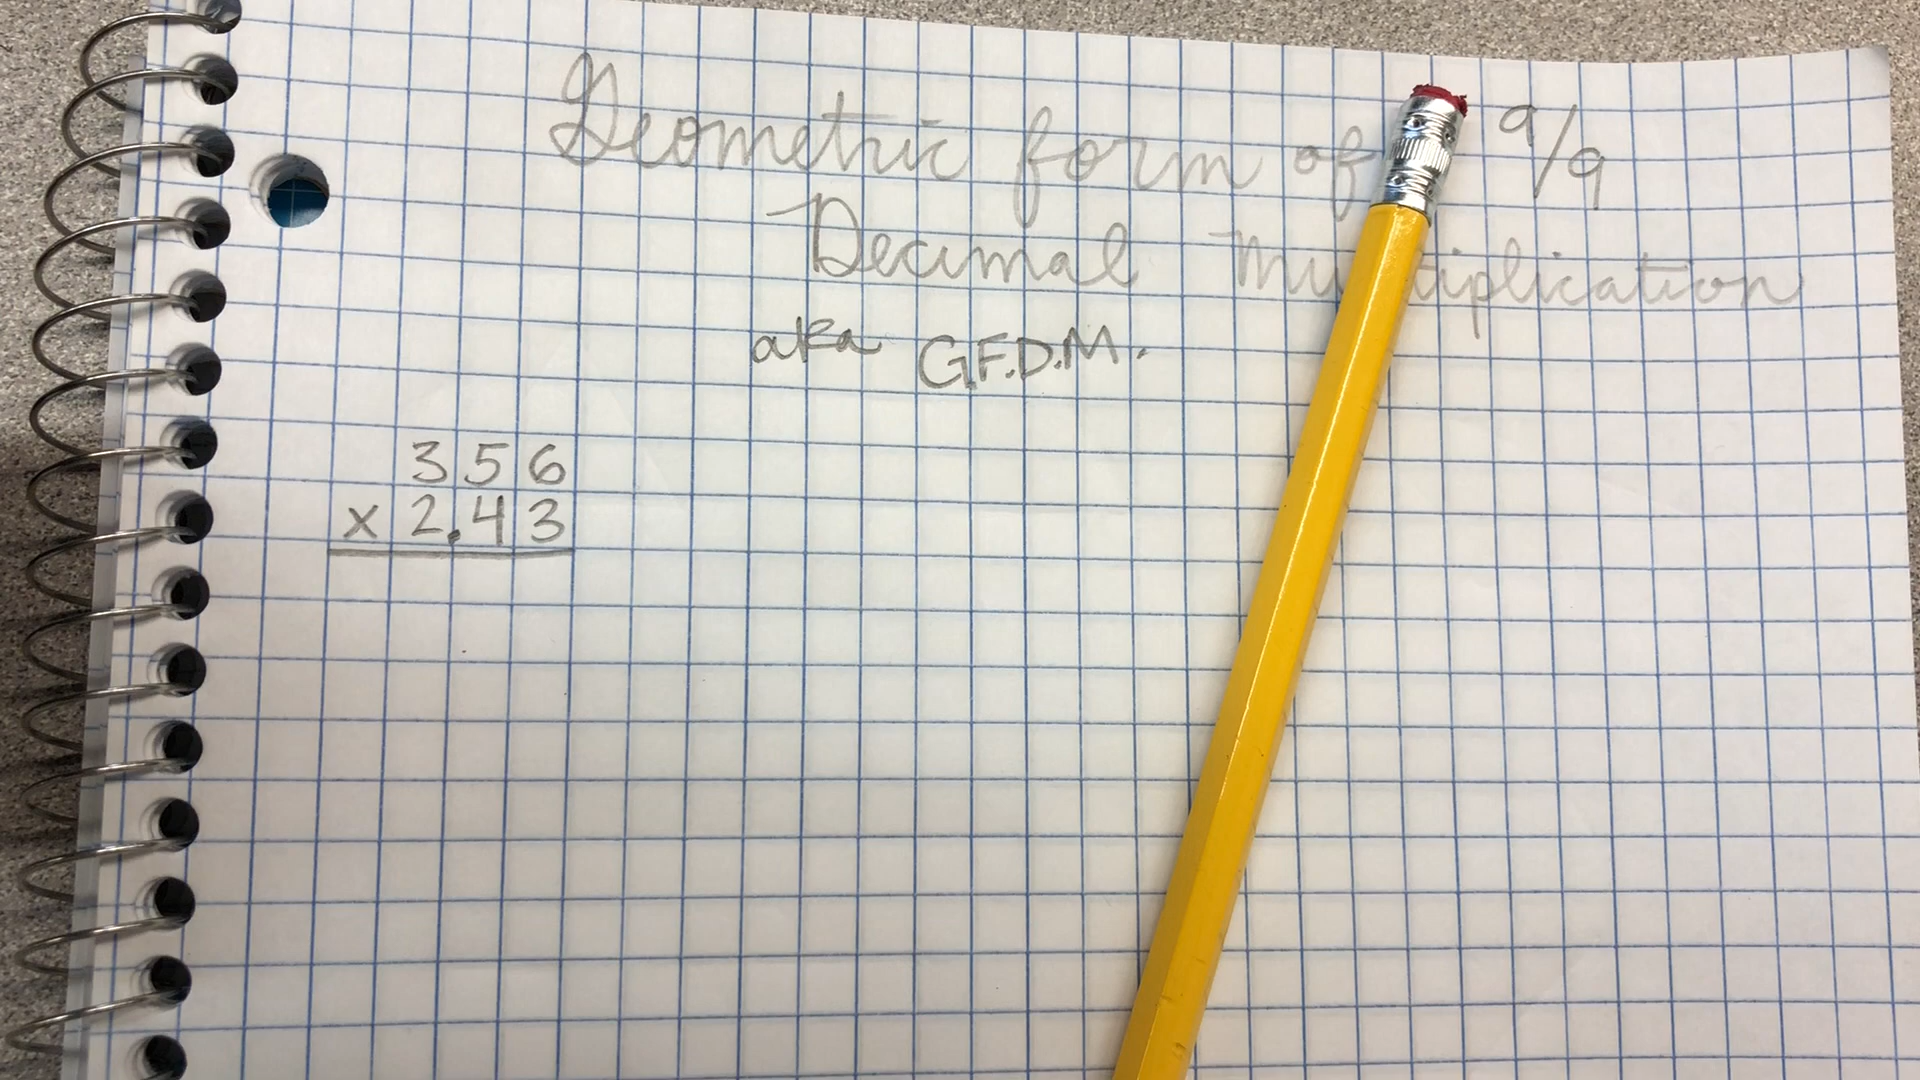 Geometric form of 9/9
Decimal Multiplication
aka G.F.D.M.
356
x 2.43